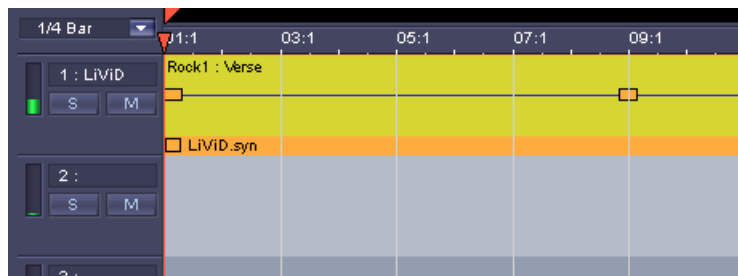 1/4 Bar
01:1 03:1 05:1 07:1 09:1
1 : LiViD
Rock1 : Verse
S M
LiViD.syn
2 :
S M
3 :